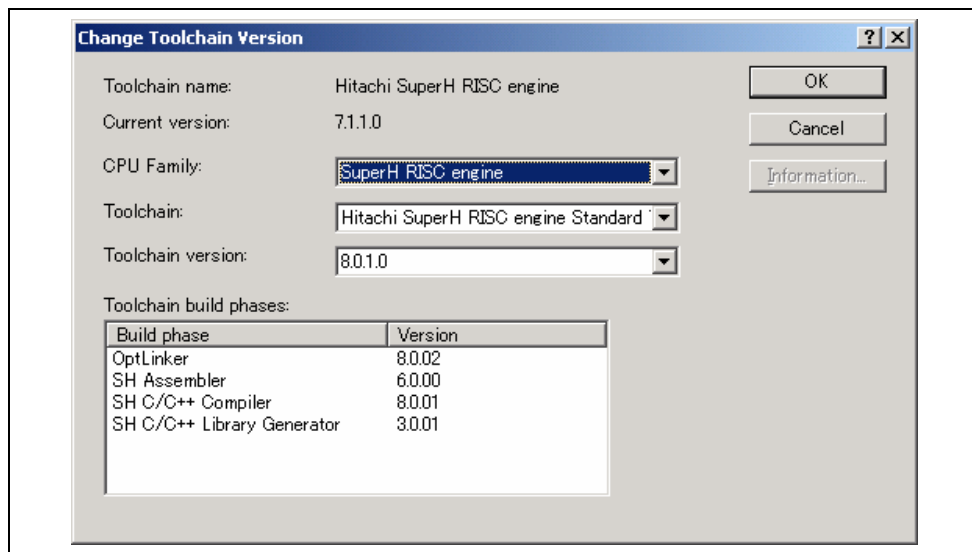 Change Toolchain Version
Toolchain name: Hitachi SuperH RISC engine
Current version: 7.1.1.0
CPU Family: SuperH RISC engine
Toolchain: Hitachi SuperH RISC engine Standard
Toolchain version: 8.0.1.0
Toolchain build phases:
Build phase Version
OptLinker 8.0.02
SH Assembler 6.0.00
SH C/C++ Compiler 8.0.01
SH C/C++ Library Generator 3.0.01
OK
Cancel
Information...